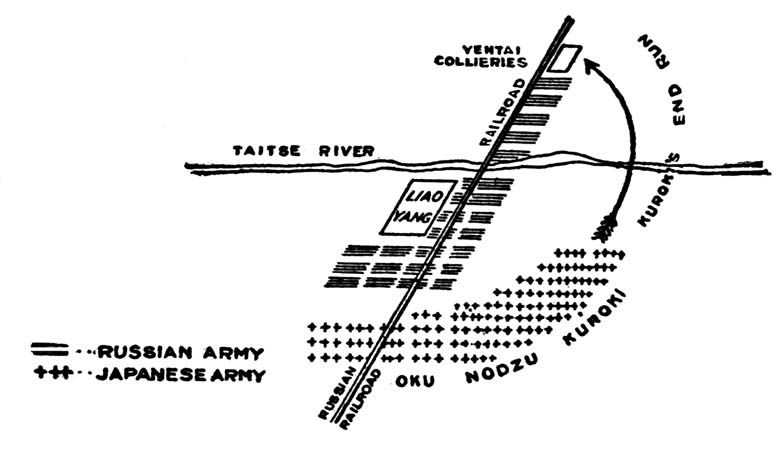 YENTAI
COLLIERIES
RAILROAD
KUROKI'S END RUN
TAITSE RIVER
LIAO
YANG
RUSSIAN ARMY
JAPANESE ARMY
RUSSIAN
RAILROAD
OKU NODZU KUROKI